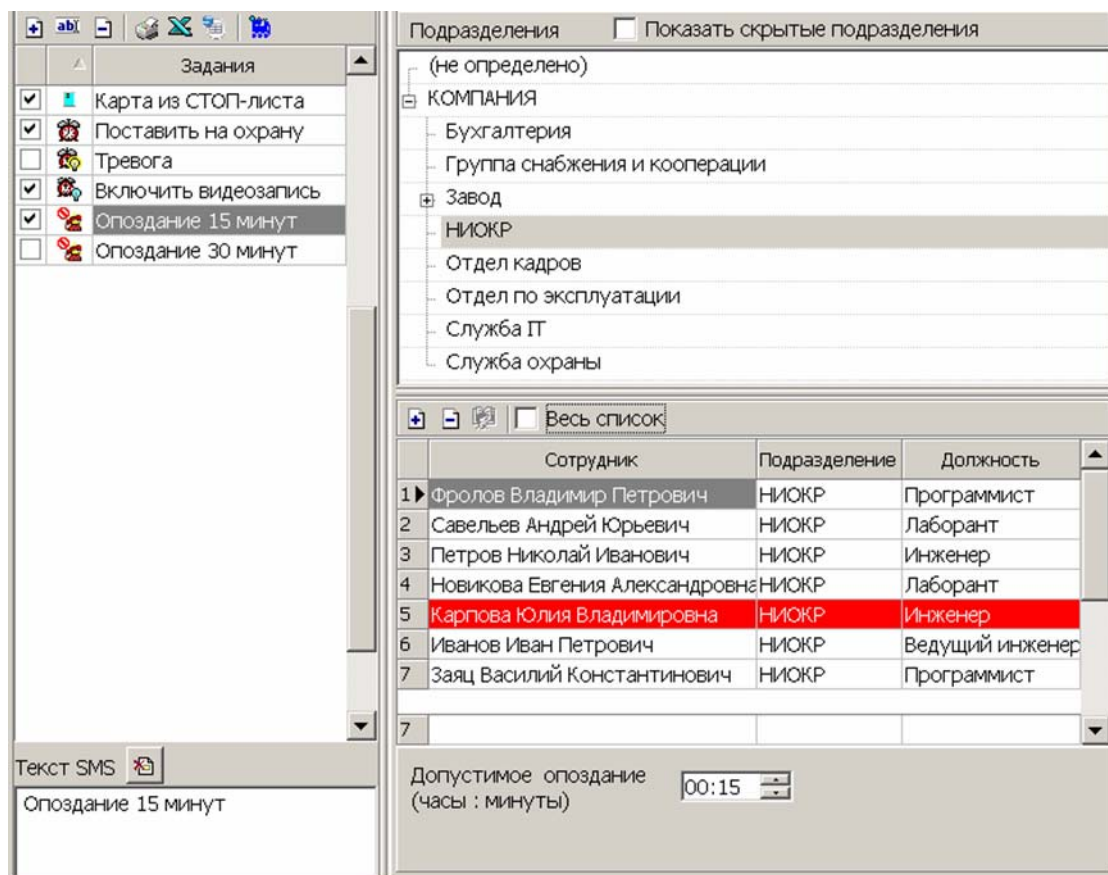 abI
Задания
Карта из СТОП-листа
Поставить на охрану
Тревога
Включить видеозапись
Опоздание 15 минут
Опоздание 30 минут
Текст SMS
Опоздание 15 минут
Подразделения Показать скрытые подразделения
(не определено)
КОМПАНИЯ
Бухгалтерия
Группа снабжения и кооперации
Завод
НИОКР
Отдел кадров
Отдел по эксплуатации
Служба IT
Служба охраны
Весь список
Сотрудник Подразделение Должность
1 Фролов Владимир Петрович НИОКР Программист
2 Савельев Андрей Юрьевич НИОКР Лаборант
3 Петров Николай Иванович НИОКР Инженер
4 Новикова Евгения Александровна НИОКР Лаборант
5 Карпова Юлия Владимировна НИОКР Инженер
6 Иванов Иван Петрович НИОКР Ведущий инженер
7 Заяц Василий Константинович НИОКР Программист
7
Допустимое опоздание
(часы : минуты)
00:15